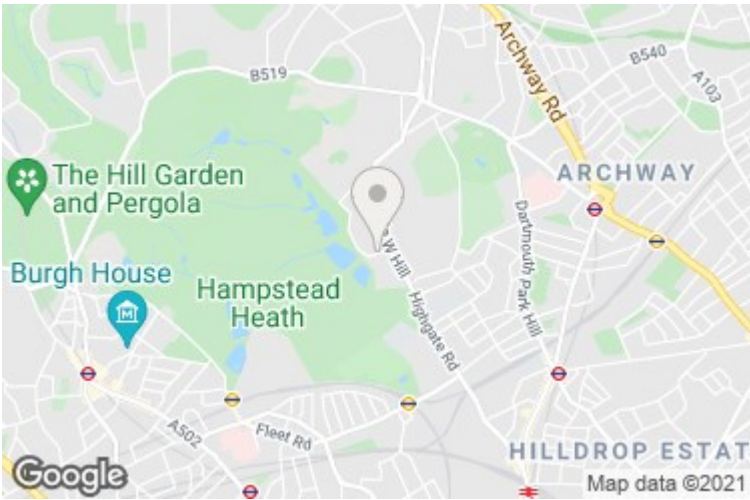 Archway Rd
B540
A103
B519
The Hill Garden
and Pergola
ARCHWAY
Dartmouth Park Hill
W Hill
Burgh House
Hampstead
Heath
Highgate Rd
A502
Fleet Rd
HILLDROP ESTAT
Google
Map data ©2021